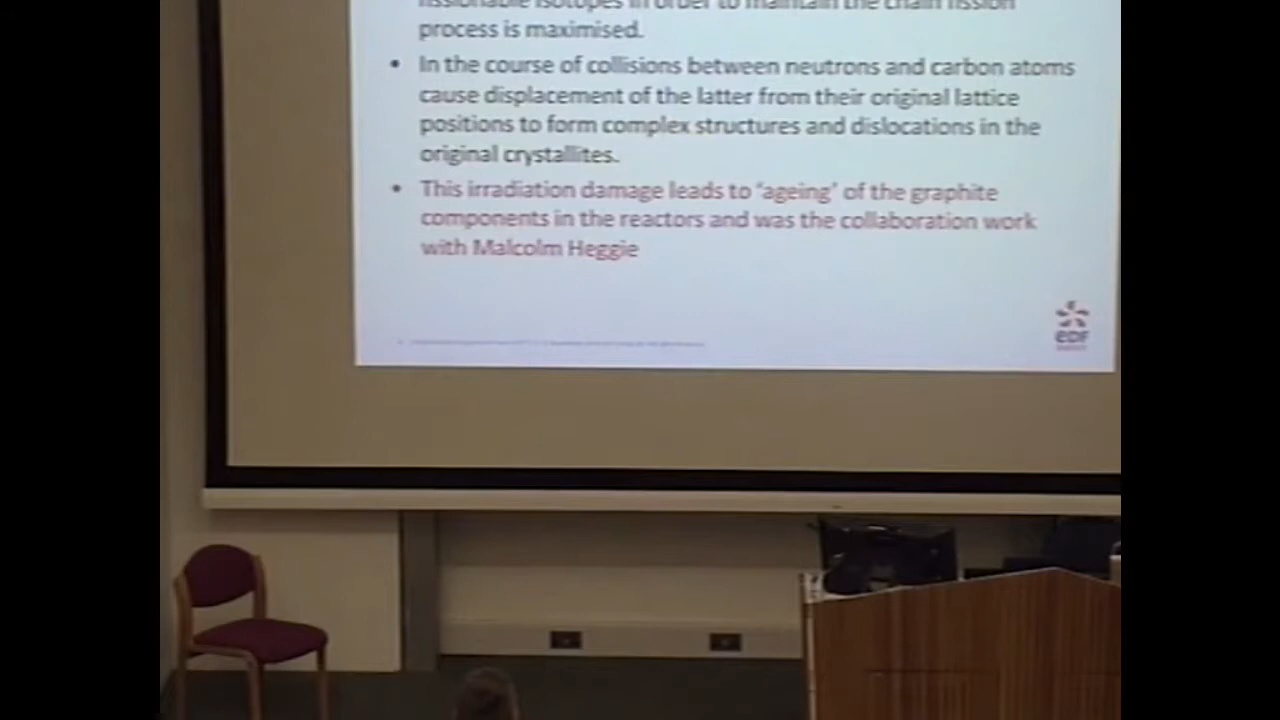 fissionable isotopes in order to maintain the chain fission
process is maximised.
• In the course of collisions between neutrons and carbon atoms
cause displacement of the latter from their original lattice
positions to form complex structures and dislocations in the
original crystallites.
• This irradiation damage leads to ‘ageing’ of the graphite
components in the reactors and was the collaboration work
with Malcolm Heggie
eDF